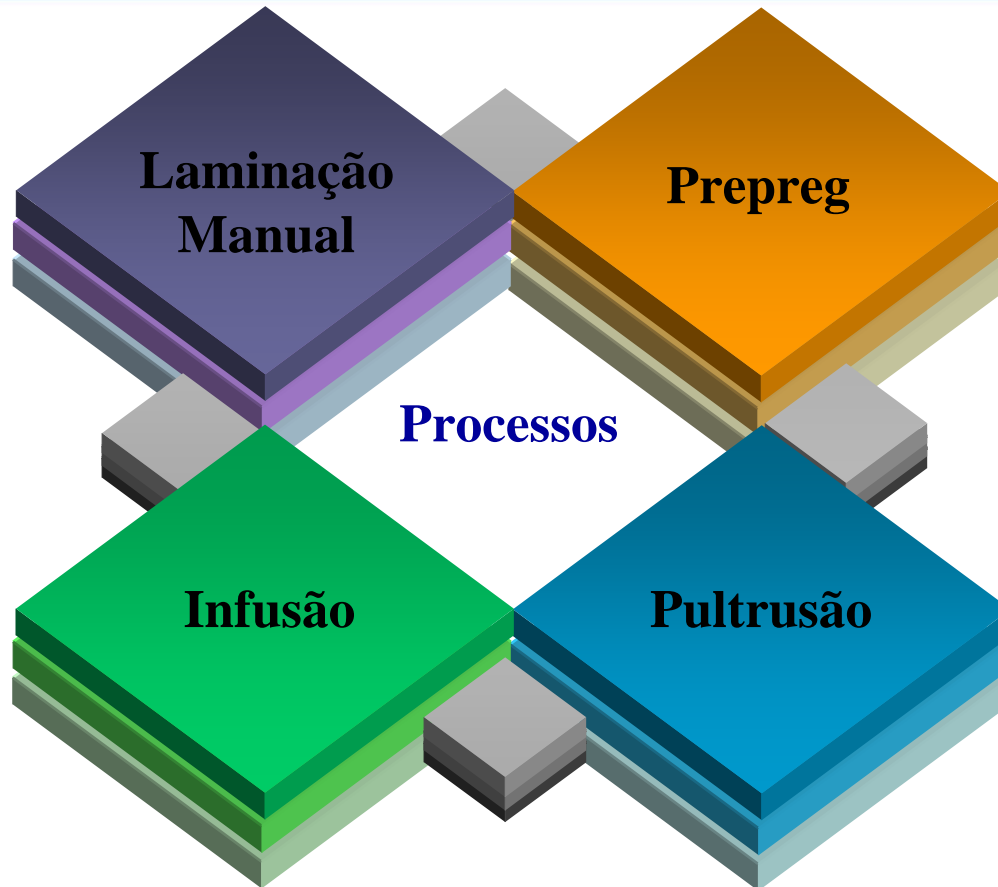 Laminação
Manual
Prepreg
Processos
Infusão
Pultrusão